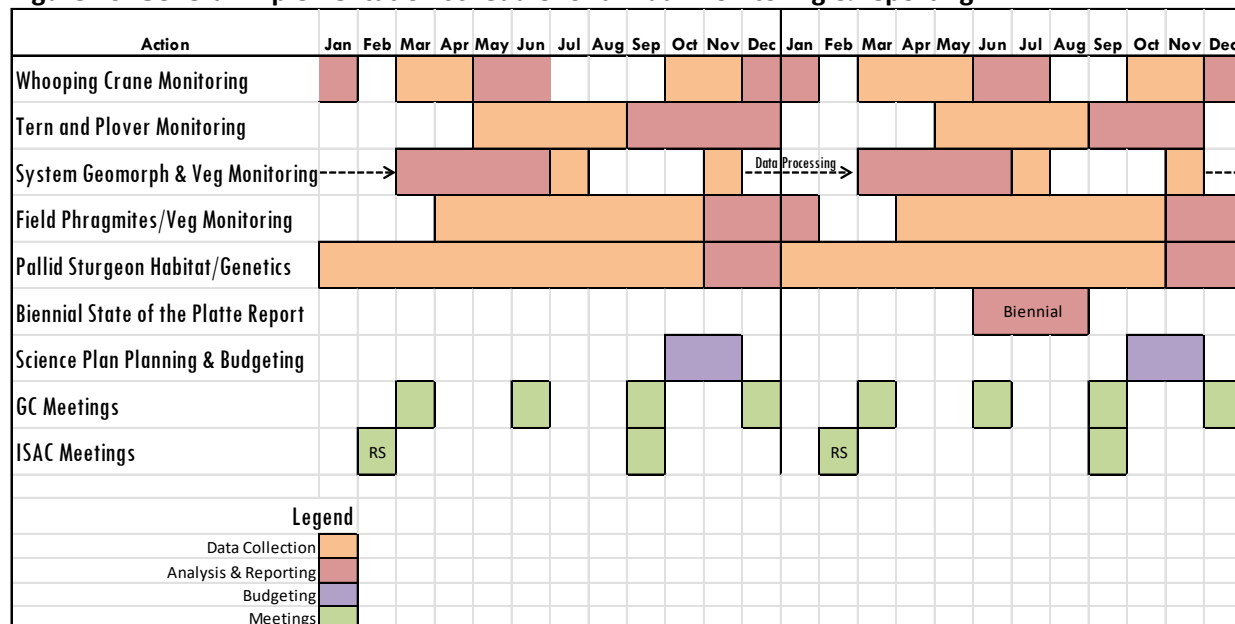 Action Jan Feb Mar Apr May Jun Jul Aug Sep Oct Nov Dec Jan Feb Mar Apr May Jun Jul Aug Sep Oct Nov Dec
Whooping Crane Monitoring
Tern and Plover Monitoring
System Geomorph & Veg Monitoring Data Processing
Field Phragmites/Veg Monitoring
Pallid Sturgeon Habitat/Genetics
Biennial State of the Platte Report Biennial
Science Plan Planning & Budgeting
GC Meetings
ISAC Meetings RS RS
Legend
Data Collection
Analysis & Reporting
Budgeting
Meetings